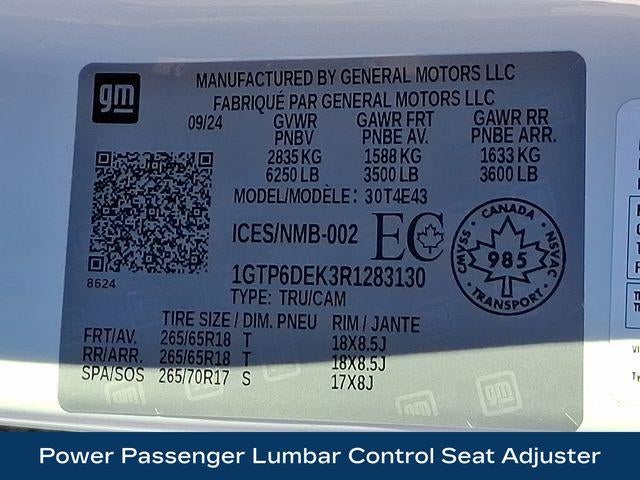 gm
MANUFACTURED BY GENERAL MOTORS LLC
FABRIQUÉ PAR GENERAL MOTORS LLC
09/24 GVWR GAWR FRT GAWR RR
PNBV PNBE AV. PNBE ARR.
2835 KG 1588 KG 1633 KG
6250 LB 3500 LB 3600 LB
MODEL/MODÈLE: 30T4E43
ICES/NMB-002 EC
CANADA
CMVSS NSVAC
985
TRANSPORT
8624
1GTP6DEK3R1283130
TYPE: TRU/CAM
TIRE SIZE / DIM. PNEU RIM / JANTE
FRT/AV. 265/65R18 T 18X8.5J
RR/ARR. 265/65R18 T 18X8.5J
SPA/SOS 265/70R17 S 17X8J
Power Passenger Lumbar Control Seat Adjuster